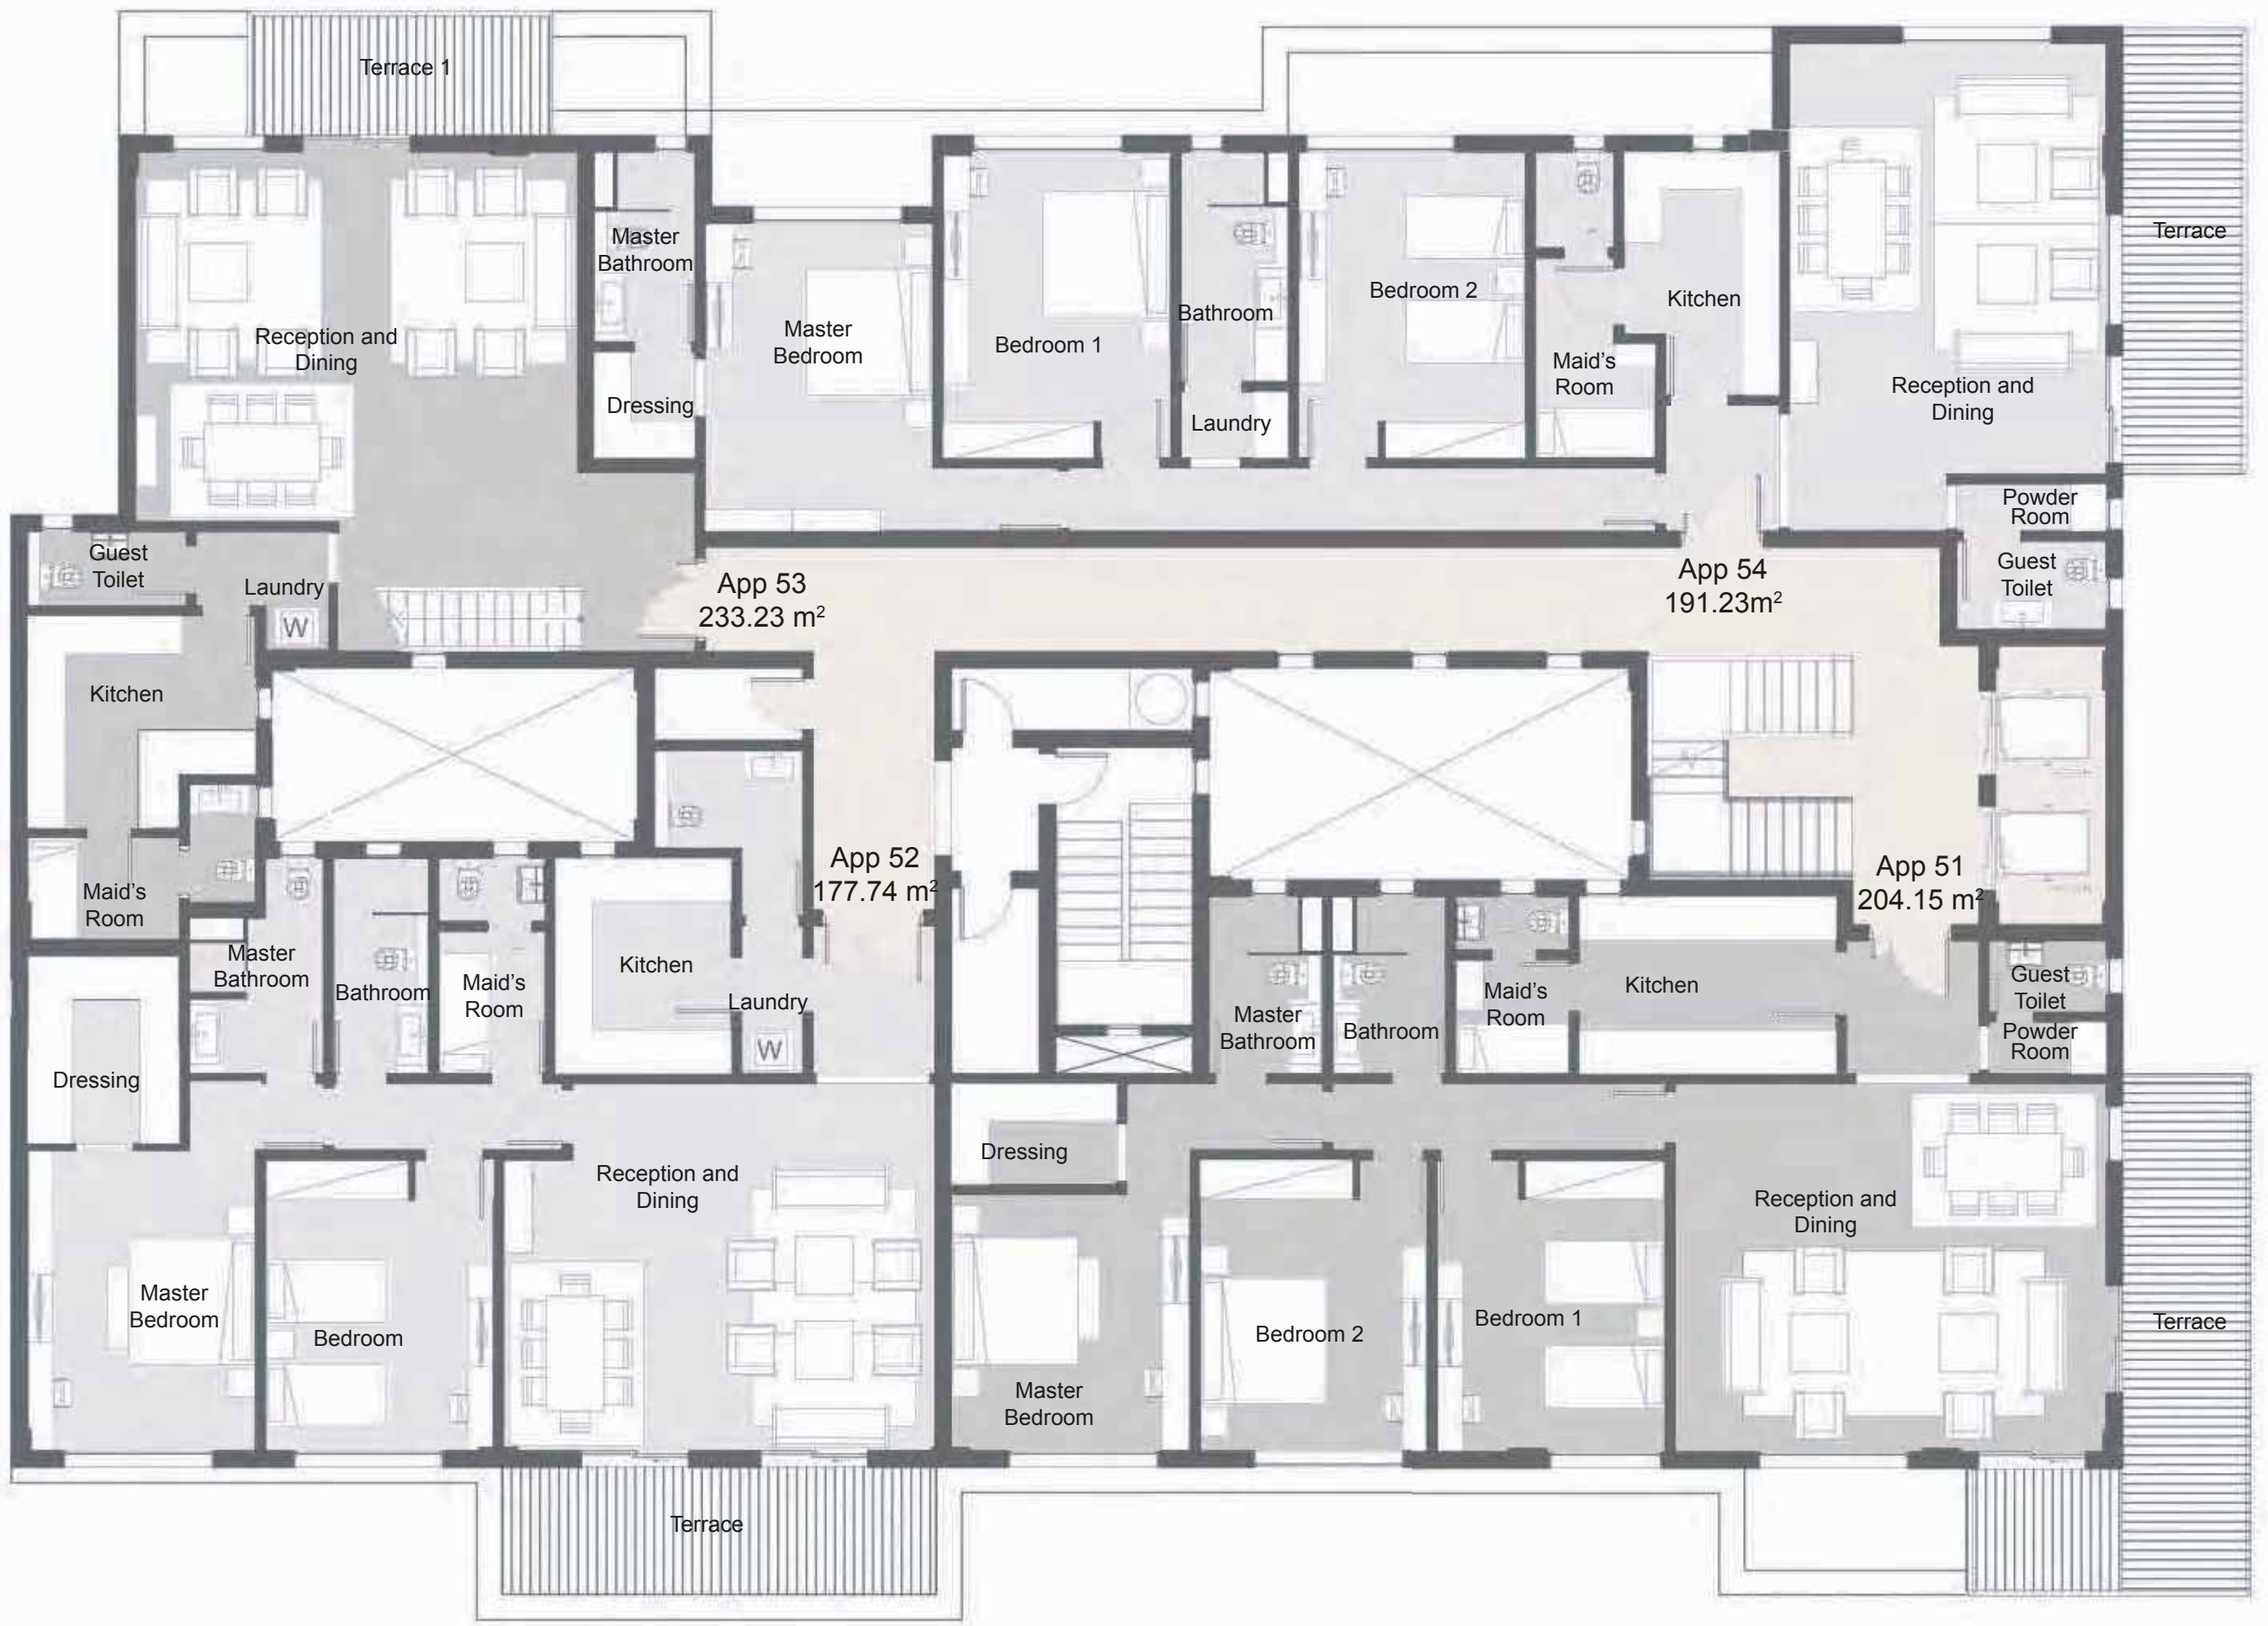 Terrace 1
Reception and
Dining
Master
Bathroom
Dressing
Master
Bedroom
Bedroom 1
Bathroom
Laundry
Bedroom 2
Maid's
Room
Kitchen
Reception and
Dining
Terrace
Powder
Room
Guest
Toilet
Guest
Toilet
Laundry
W
Kitchen
Maid's
Room
App 53
233.23 m²
App 54
191.23m²
App 52
177.74 m²
App 51
204.15 m²
Master
Bathroom
Bathroom
Maid's
Room
Kitchen
Laundry
W
Dressing
Master
Bedroom
Bedroom
Reception and
Dining
Terrace
Master
Bathroom
Bathroom
Maid's
Room
Kitchen
Guest
Toilet
Powder
Room
Dressing
Master
Bedroom
Bedroom 2
Bedroom 1
Reception and
Dining
Terrace